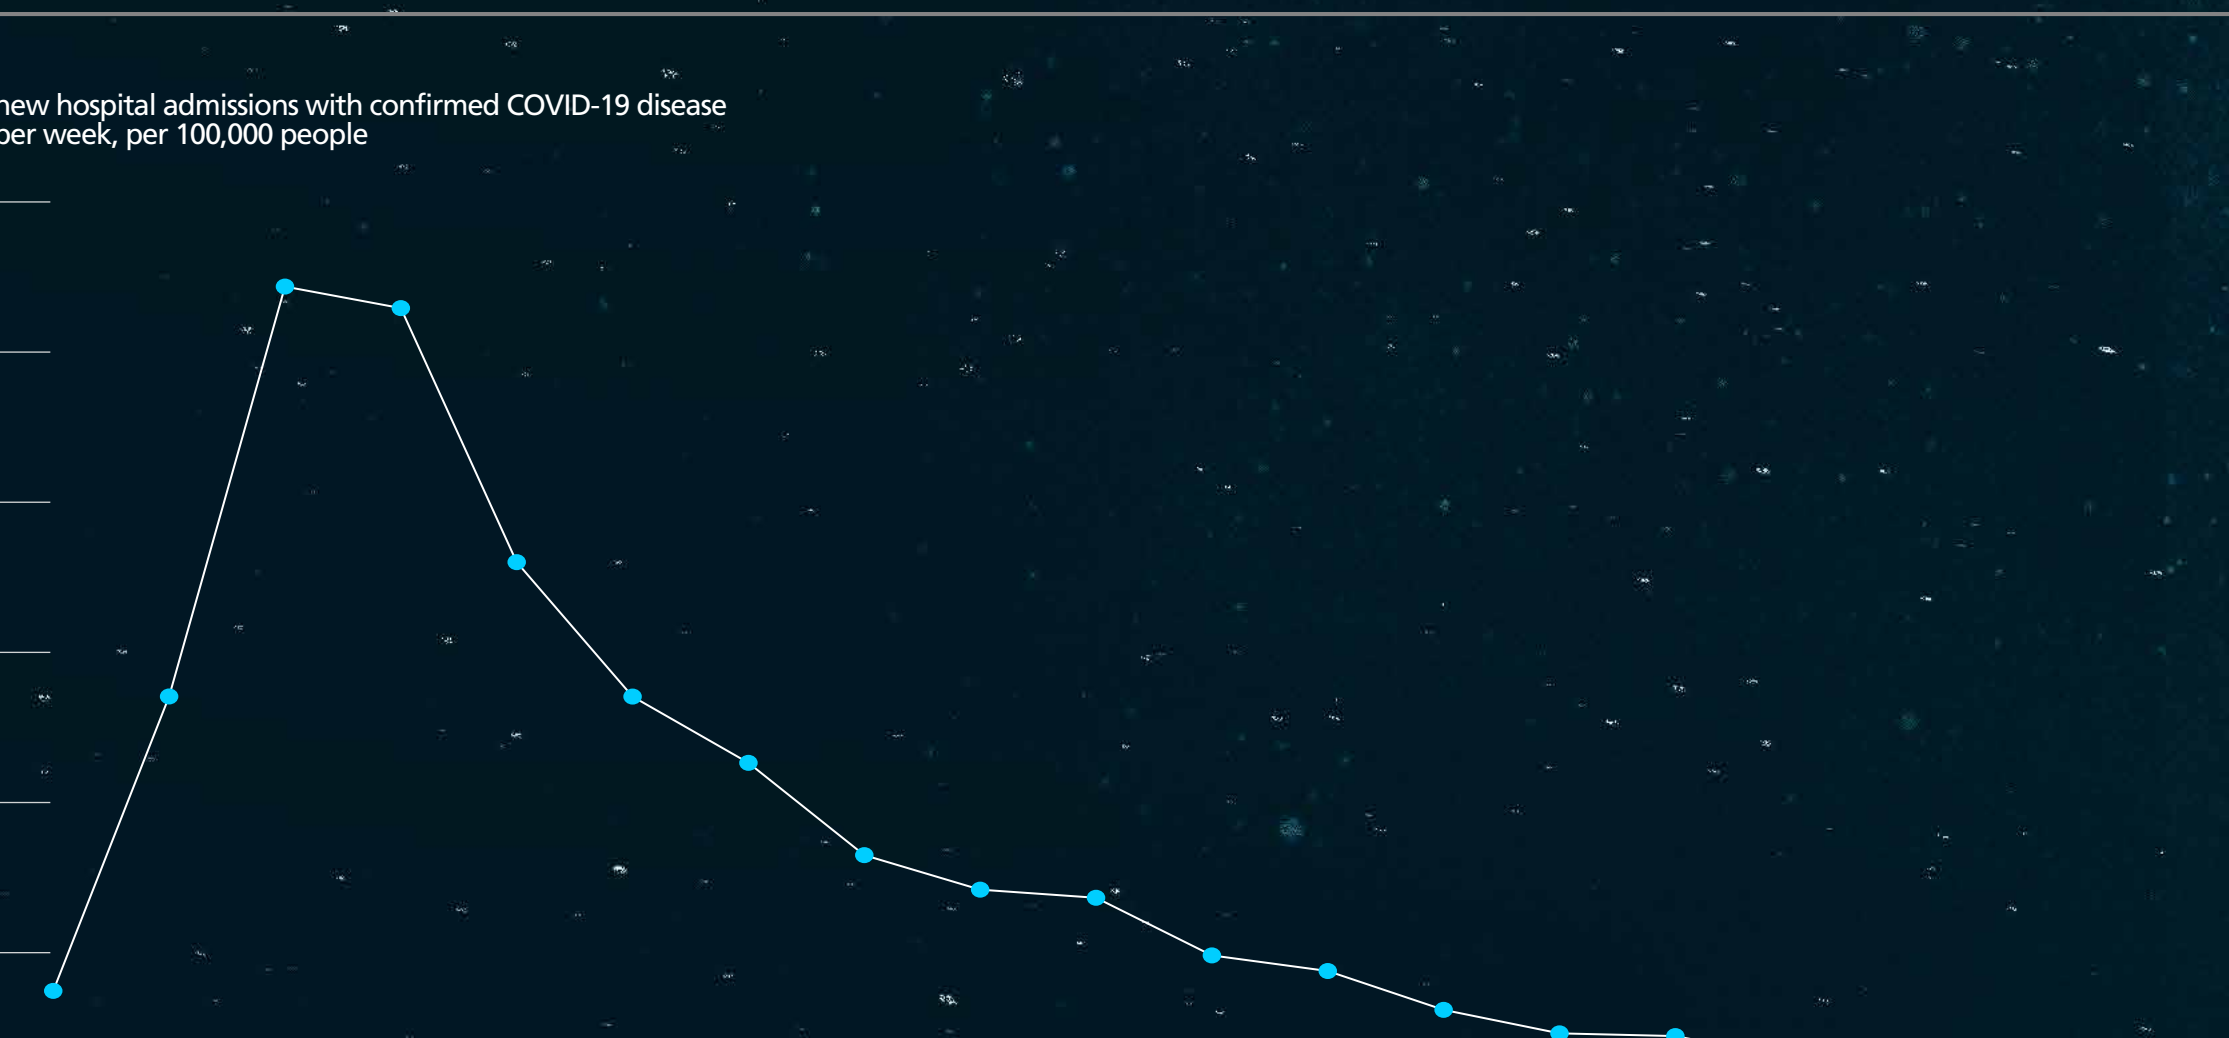 new hospital admissions with confirmed COVID-19 disease
per week, per 100,000 people